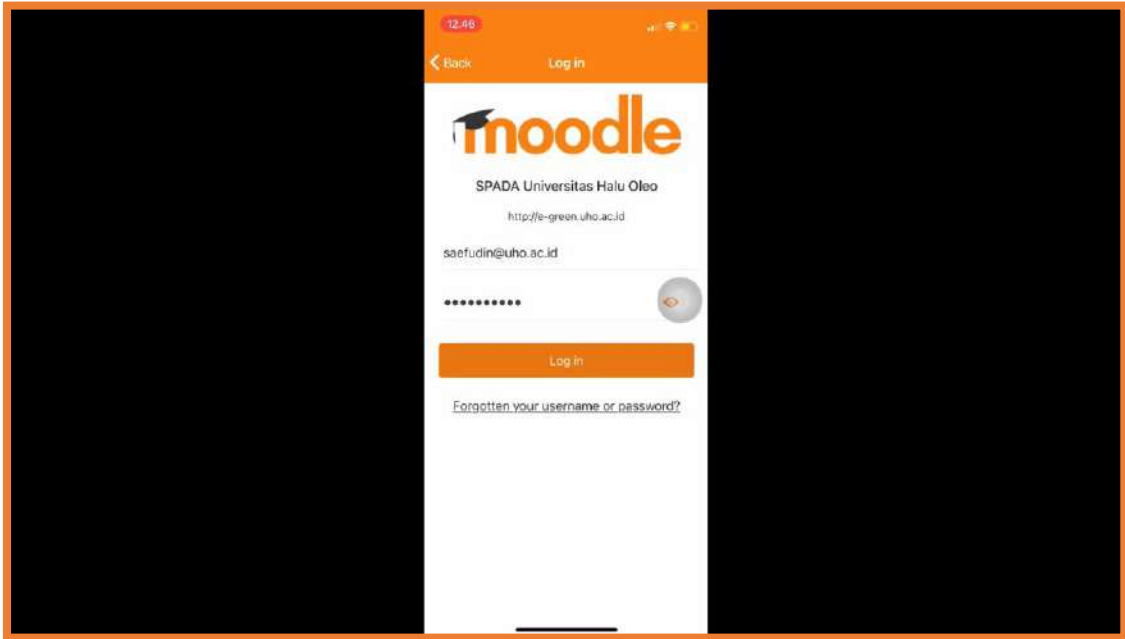 12.46
Back
Log in
moodle
SPADA Universitas Halu Oleo
http://e-green.uho.ac.id
saefudin@uho.ac.id
••••••••••
Log in
Forgotten your username or password?